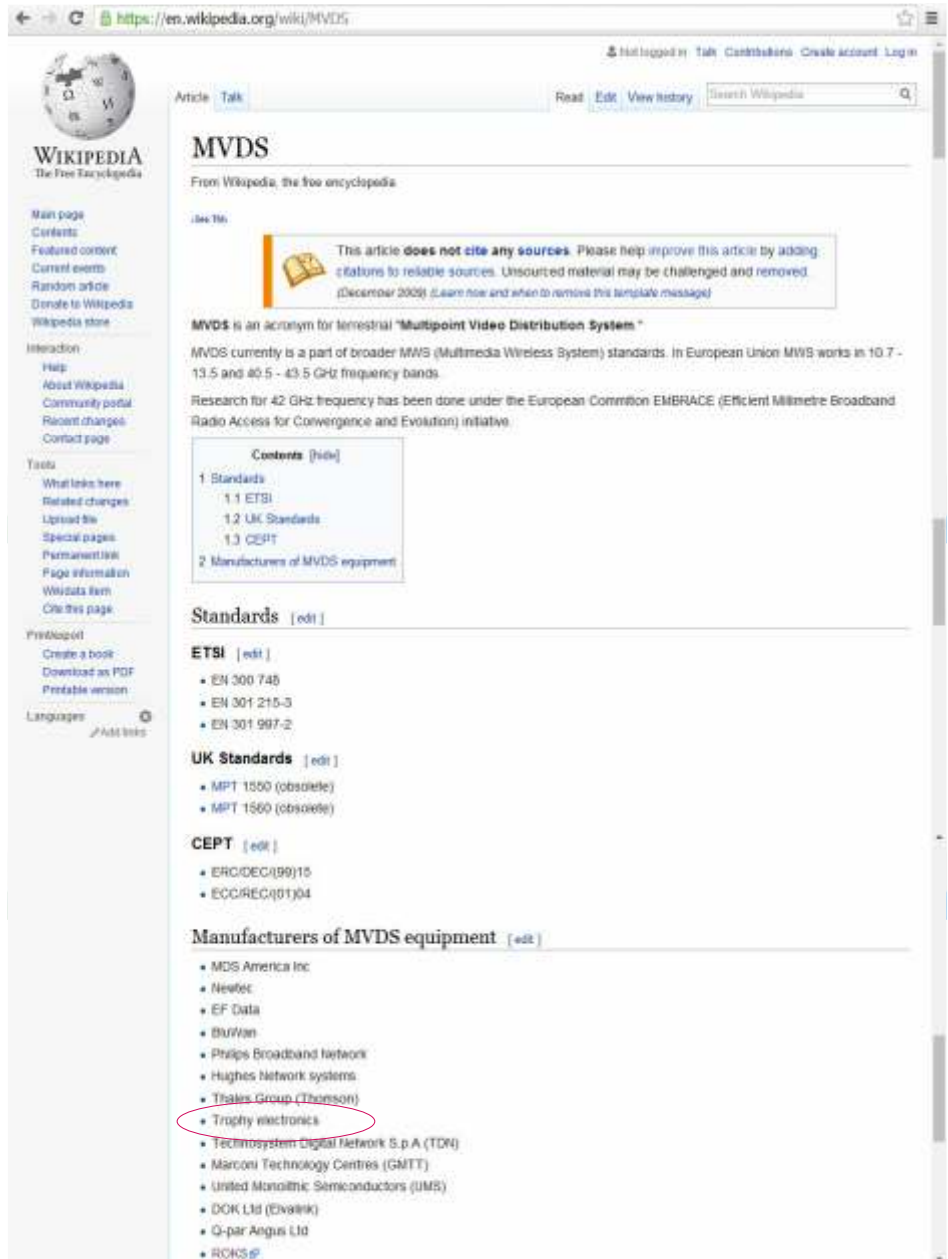 https://en.wikipedia.org/wiki/MVDS
Not logged in Talk Contributions Create account Log in
Article Talk
Read Edit View history Search Wikipedia
WIKIPEDIA
The Free Encyclopedia
Main page
Contents
Featured content
Current events
Random article
Donate to Wikipedia
Wikipedia store
Interaction
Help
About Wikipedia
Community portal
Recent changes
Contact page
Tools
What links here
Related changes
Upload file
Special pages
Permanent link
Page information
Wikidata item
Cite this page
Print/export
Create a book
Download as PDF
Printable version
Languages
Add links
MVDS
From Wikipedia, the free encyclopedia
This article does not cite any sources. Please help improve this article by adding
citations to reliable sources. Unsourced material may be challenged and removed.
(December 2009) (Learn how and when to remove this template message)
MVDS is an acronym for terrestrial "Multipoint Video Distribution System."
MVDS currently is a part of broader MWS (Multimedia Wireless System) standards. In European Union MWS works in 10.7 -
13.5 and 40.5 - 43.5 GHz frequency bands.
Research for 42 GHz frequency has been done under the European Commition EMBRACE (Efficient Millimetre Broadband
Radio Access for Convergence and Evolution) initiative.
Contents [hide]
1 Standards
1.1 ETSI
1.2 UK Standards
1.3 CEPT
2 Manufacturers of MVDS equipment
Standards [edit]
ETSI [edit]
EN 300 748
EN 301 215-3
EN 301 997-2
UK Standards [edit]
MPT 1550 (obsolete)
MPT 1560 (obsolete)
CEPT [edit]
ERC/DEC/(99)15
ECC/REC/(01)04
Manufacturers of MVDS equipment [edit]
MDS America Inc
Newtec
EF Data
BluWan
Philips Broadband Network
Hughes Network systems
Thales Group (Thomson)
Trophy electronics
Technosystem Digital Network S.p.A (TDN)
Marconi Technology Centres (GMTT)
United Monolithic Semiconductors (UMS)
DOK Ltd (Elvalink)
Q-par Angus Ltd
ROKS